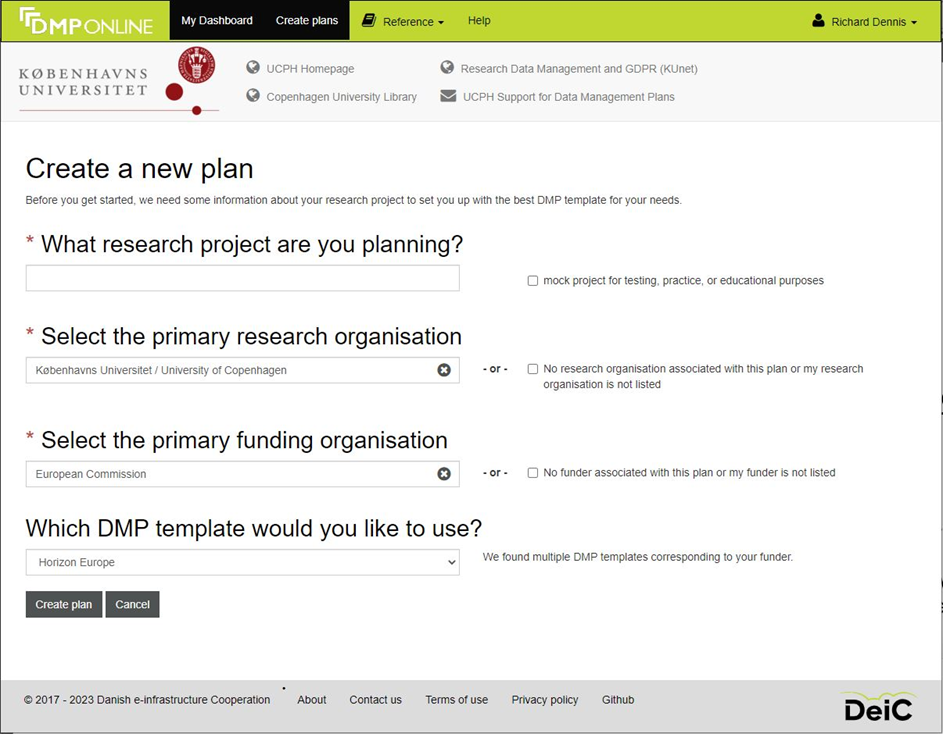 DMPONLINE My Dashboard Create plans Reference Help Richard Dennis
KØBENHAVNS
UNIVERSITET
UCPH Homepage Research Data Management and GDPR (KUnet)
Copenhagen University Library UCPH Support for Data Management Plans
Create a new plan
Before you get started, we need some information about your research project to set you up with the best DMP template for your needs.
* What research project are you planning?
mock project for testing, practice, or educational purposes
* Select the primary research organisation
Københavns Universitet / University of Copenhagen - or - No research organisation associated with this plan or my research
organisation is not listed
* Select the primary funding organisation
European Commission - or - No funder associated with this plan or my funder is not listed
Which DMP template would you like to use?
Horizon Europe We found multiple DMP templates corresponding to your funder.
Create plan Cancel
© 2017 - 2023 Danish e-infrastructure Cooperation About Contact us Terms of use Privacy policy Github
DeiC